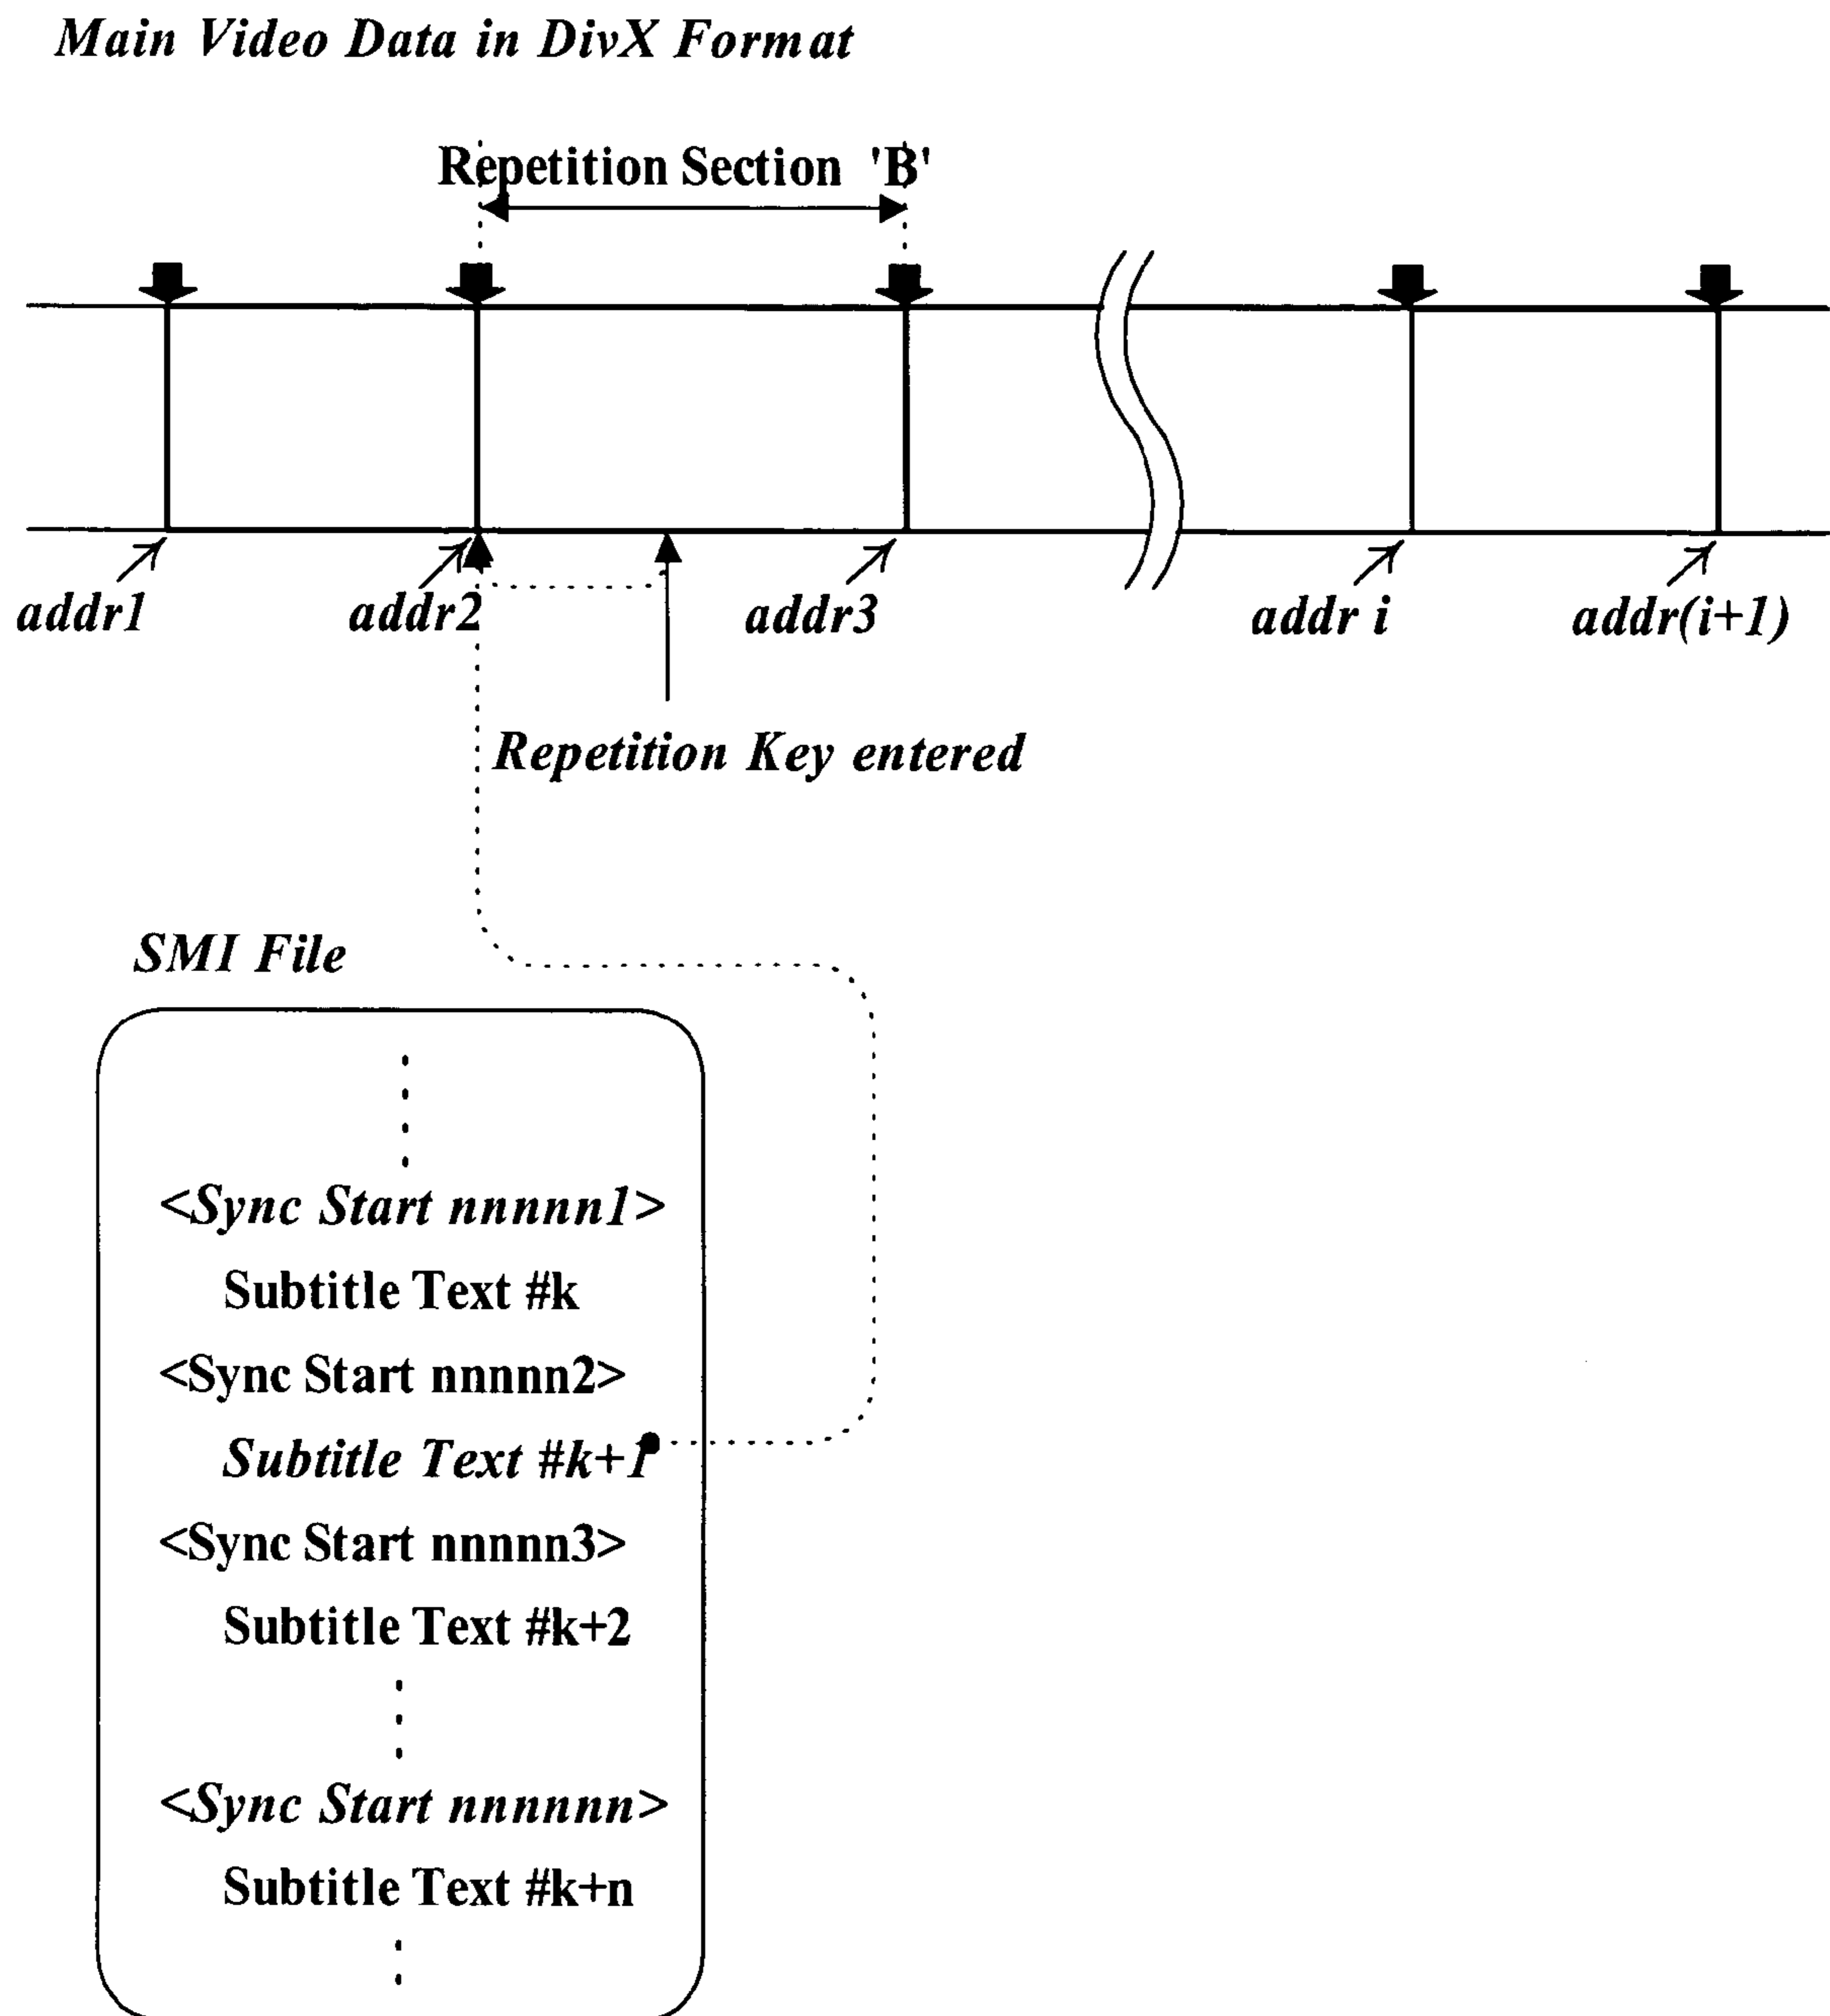 Main Video Data in DivX Format
Repetition Section 'B'
addr1
addr2
addr3
addr i
addr(i+1)
Repetition Key entered
SMI File
<Sync Start nnnnn1>
Subtitle Text #k
<Sync Start nnnnn2>
Subtitle Text #k+1
<Sync Start nnnnn3>
Subtitle Text #k+2
<Sync Start nnnnnn>
Subtitle Text #k+n